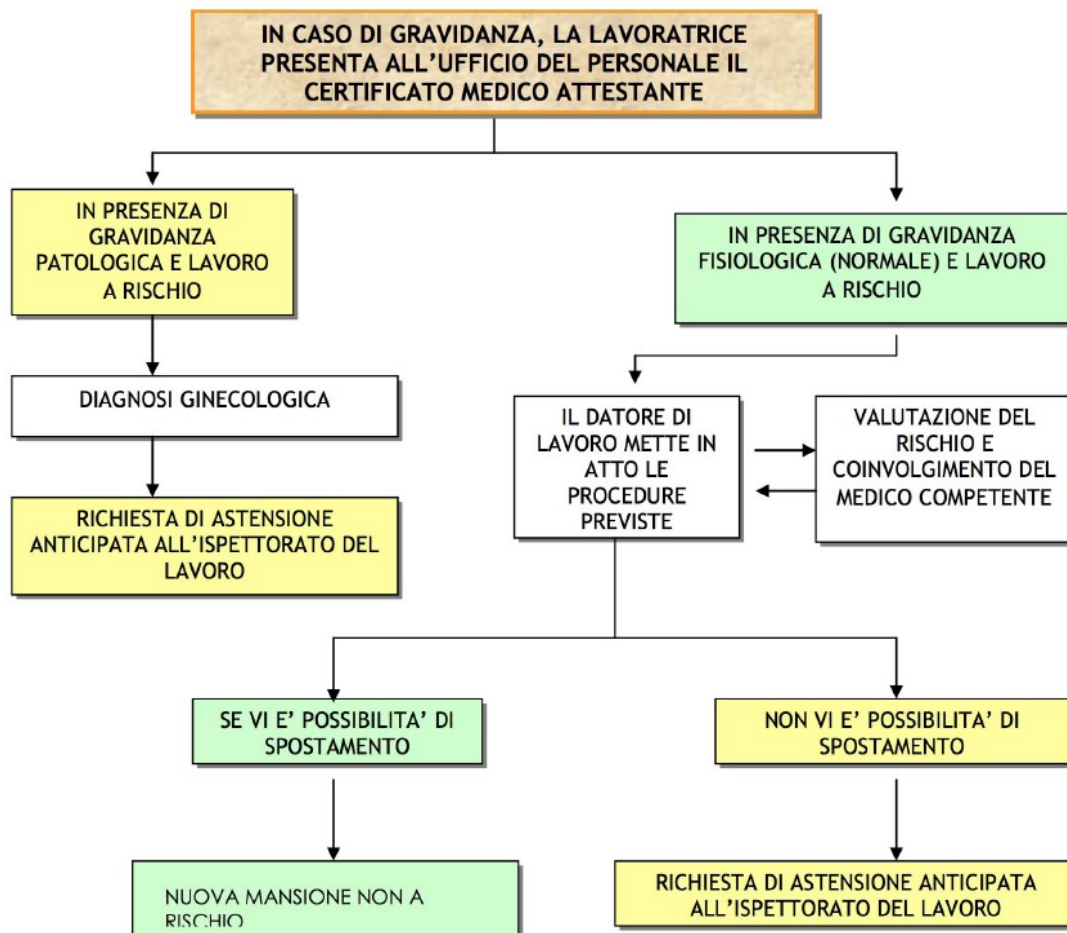 IN CASO DI GRAVIDANZA, LA LAVORATRICE
PRESENTA ALL'UFFICIO DEL PERSONALE IL
CERTIFICATO MEDICO ATTESTANTE
IN PRESENZA DI
GRAVIDANZA
PATOLOGICA E LAVORO
A RISCHIO
IN PRESENZA DI GRAVIDANZA
FISIOLOGICA (NORMALE) E LAVORO
A RISCHIO
DIAGNOSI GINECOLOGICA
IL DATORE DI
LAVORO METTE IN
ATTO LE
PROCEDURE
PREVISTE
VALUTAZIONE DEL
RISCHIO E
COINVOLGIMENTO DEL
MEDICO COMPETENTE
RICHIESTA DI ASTENSIONE
ANTICIPATA ALL'ISPETTORATO DEL
LAVORO
SE VI E' POSSIBILITA' DI
SPOSTAMENTO
NON VI E' POSSIBILITA' DI
SPOSTAMENTO
NUOVA MANSIONE NON A
RISCHIO
RICHIESTA DI ASTENSIONE ANTICIPATA
ALL'ISPETTORATO DEL LAVORO